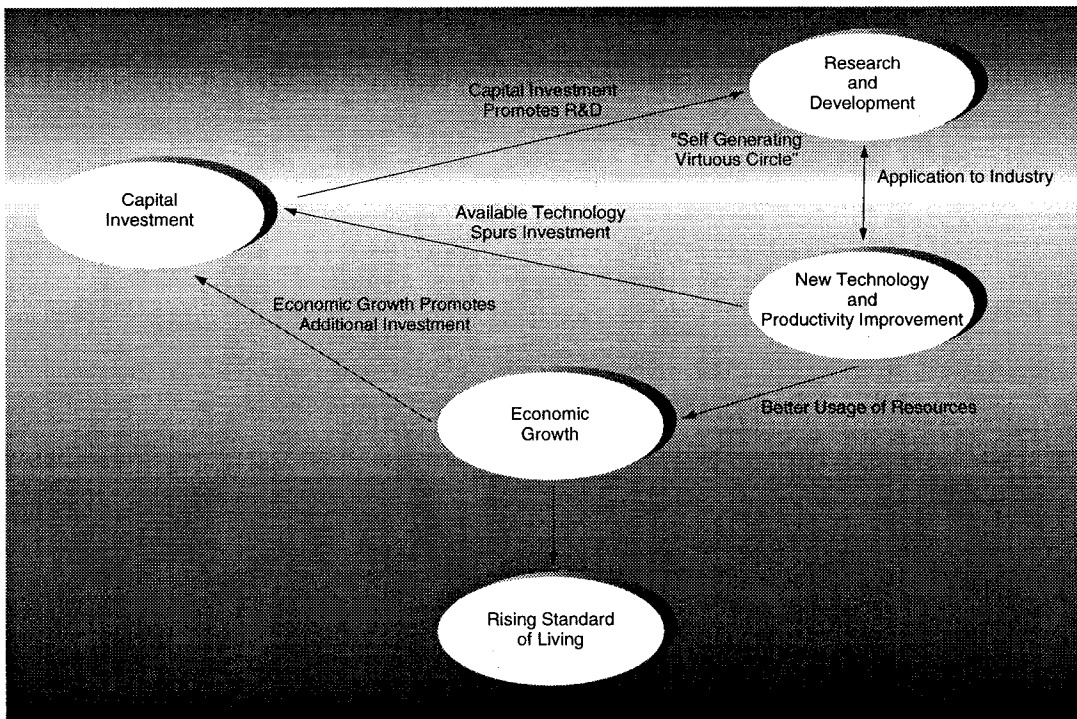 Research
and
Development
Capital Investment
Promotes R&D
"Self Generating
Virtuous Circle"
Application to Industry
Capital
Investment
Available Technology
Spurs Investment
New Technology
and
Productivity Improvement
Economic Growth Promotes
Additional Investment
Better Usage of Resources
Economic
Growth
Rising Standard
of Living